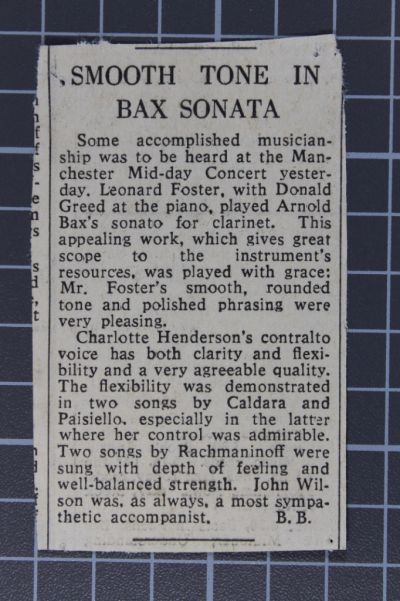 SMOOTH TONE IN
BAX SONATA
Some accomplished musician-
ship was to be heard at the Man-
chester Mid-day Concert yester-
day. Leonard Foster, with Donald
Greed at the piano, played Arnold
Bax's sonato for clarinet. This
appealing work, which gives great
scope to the instrument's
resources, was played with grace:
Mr. Foster's smooth, rounded
tone and polished phrasing were
very pleasing.
Charlotte Henderson's contralto
voice has both clarity and flexi-
bility and a very agreeable quality.
The flexibility was demonstrated
in two songs by Caldara and
Paisiello, especially in the latter
where her control was admirable.
Two songs by Rachmaninoff were
sung with depth of feeling and
well-balanced strength. John Wil-
son was, as always, a most sympa-
thetic accompanist. B. B.